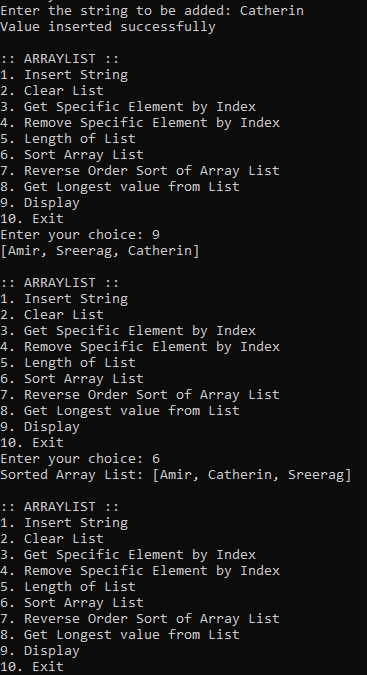 Enter the string to be added: Catherin
Value inserted successfully
:: ARRAYLIST ::
1. Insert String
2. Clear List
3. Get Specific Element by Index
4. Remove Specific Element by Index
5. Length of List
6. Sort Array List
7. Reverse Order Sort of Array List
8. Get Longest value from List
9. Display
10. Exit
Enter your choice: 9
[Amir, Sreerag, Catherin]
:: ARRAYLIST ::
1. Insert String
2. Clear List
3. Get Specific Element by Index
4. Remove Specific Element by Index
5. Length of List
6. Sort Array List
7. Reverse Order Sort of Array List
8. Get Longest value from List
9. Display
10. Exit
Enter your choice: 6
Sorted Array List: [Amir, Catherin, Sreerag]
:: ARRAYLIST ::
1. Insert String
2. Clear List
3. Get Specific Element by Index
4. Remove Specific Element by Index
5. Length of List
6. Sort Array List
7. Reverse Order Sort of Array List
8. Get Longest value from List
9. Display
10. Exit